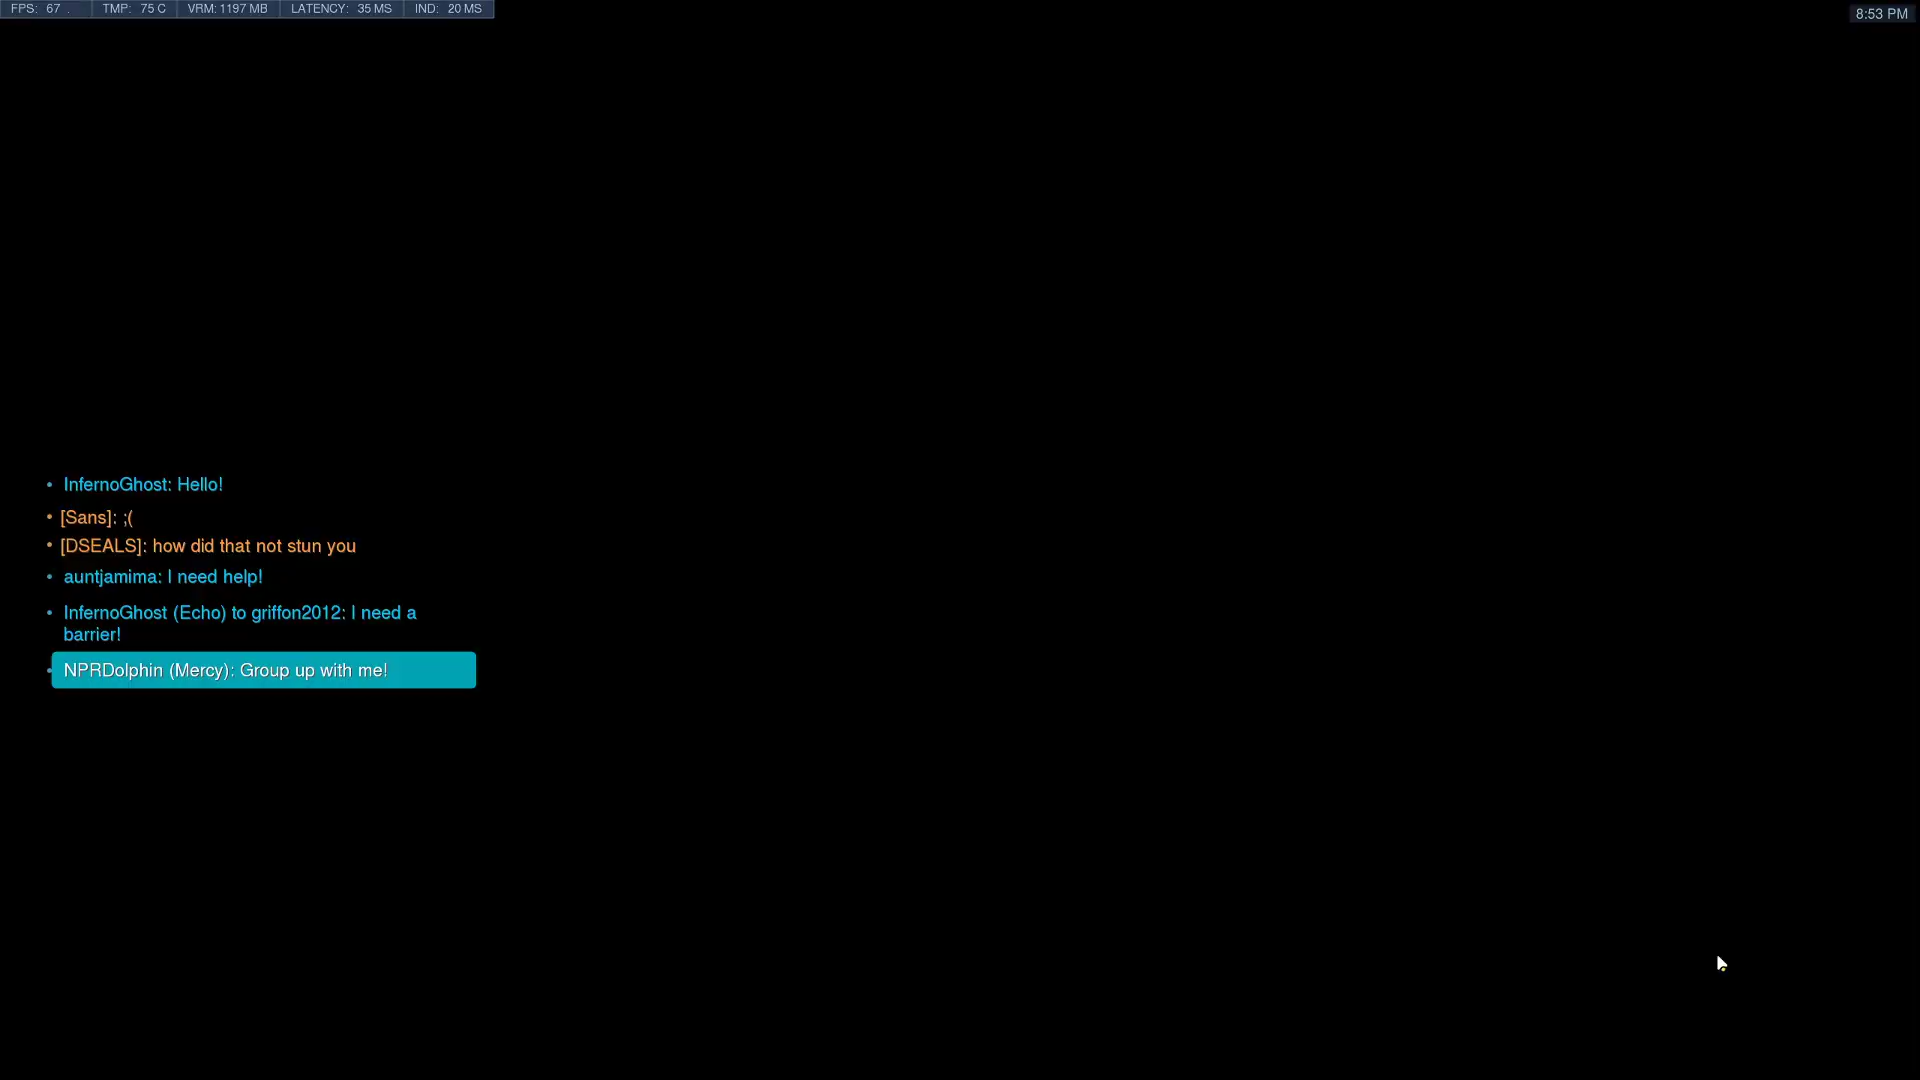 FPS: 67 . TMP: 75 C VRM: 1197 MB LATENCY: 35 MS IND: 20 MS
8:53 PM
• InfernoGhost: Hello!
• [Sans]: ;(
• [DSEALS]: how did that not stun you
• auntjamima: I need help!
• InfernoGhost (Echo) to griffon2012: I need a
barrier!
• NPRDolphin (Mercy): Group up with me!